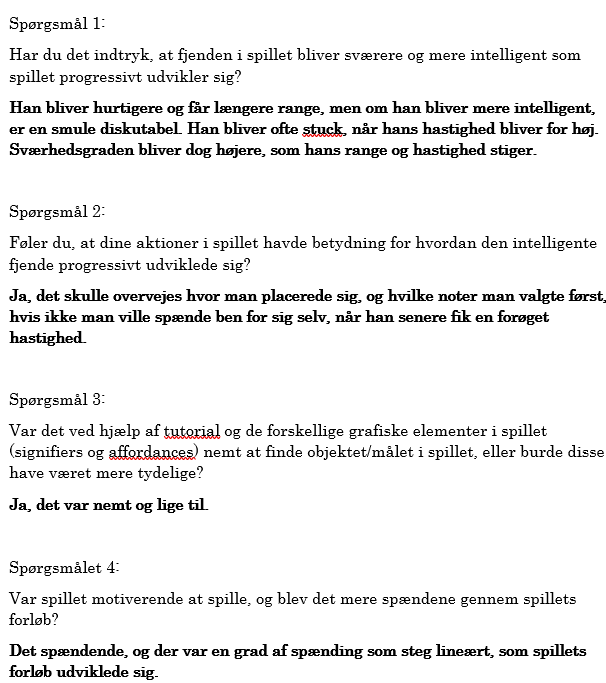 Spørgsmål 1:
Har du det indtryk, at fjenden i spillet bliver sværere og mere intelligent som
spillet progressivt udvikler sig?
Han bliver hurtigere og får længere range, men om han bliver mere intelligent,
er en smule diskutabel. Han bliver ofte stuck, når hans hastighed bliver for høj.
Sværhedsgraden bliver dog højere, som hans range og hastighed stiger.
Spørgsmål 2:
Føler du, at dine aktioner i spillet havde betydning for hvordan den intelligente
fjende progressivt udviklede sig?
Ja, det skulle overvejes hvor man placerede sig, og hvilke noter man valgte først,
hvis ikke man ville spænde ben for sig selv, når han senere fik en forøget
hastighed.
Spørgsmål 3:
Var det ved hjælp af tutorial og de forskellige grafiske elementer i spillet
(signifiers og affordances) nemt at finde objektet/målet i spillet, eller burde disse
have været mere tydelige?
Ja, det var nemt og lige til.
Spørgsmålet 4:
Var spillet motiverende at spille, og blev det mere spændene gennem spillets
forløb?
Det spændende, og der var en grad af spænding som steg lineært, som spillets
forløb udviklede sig.